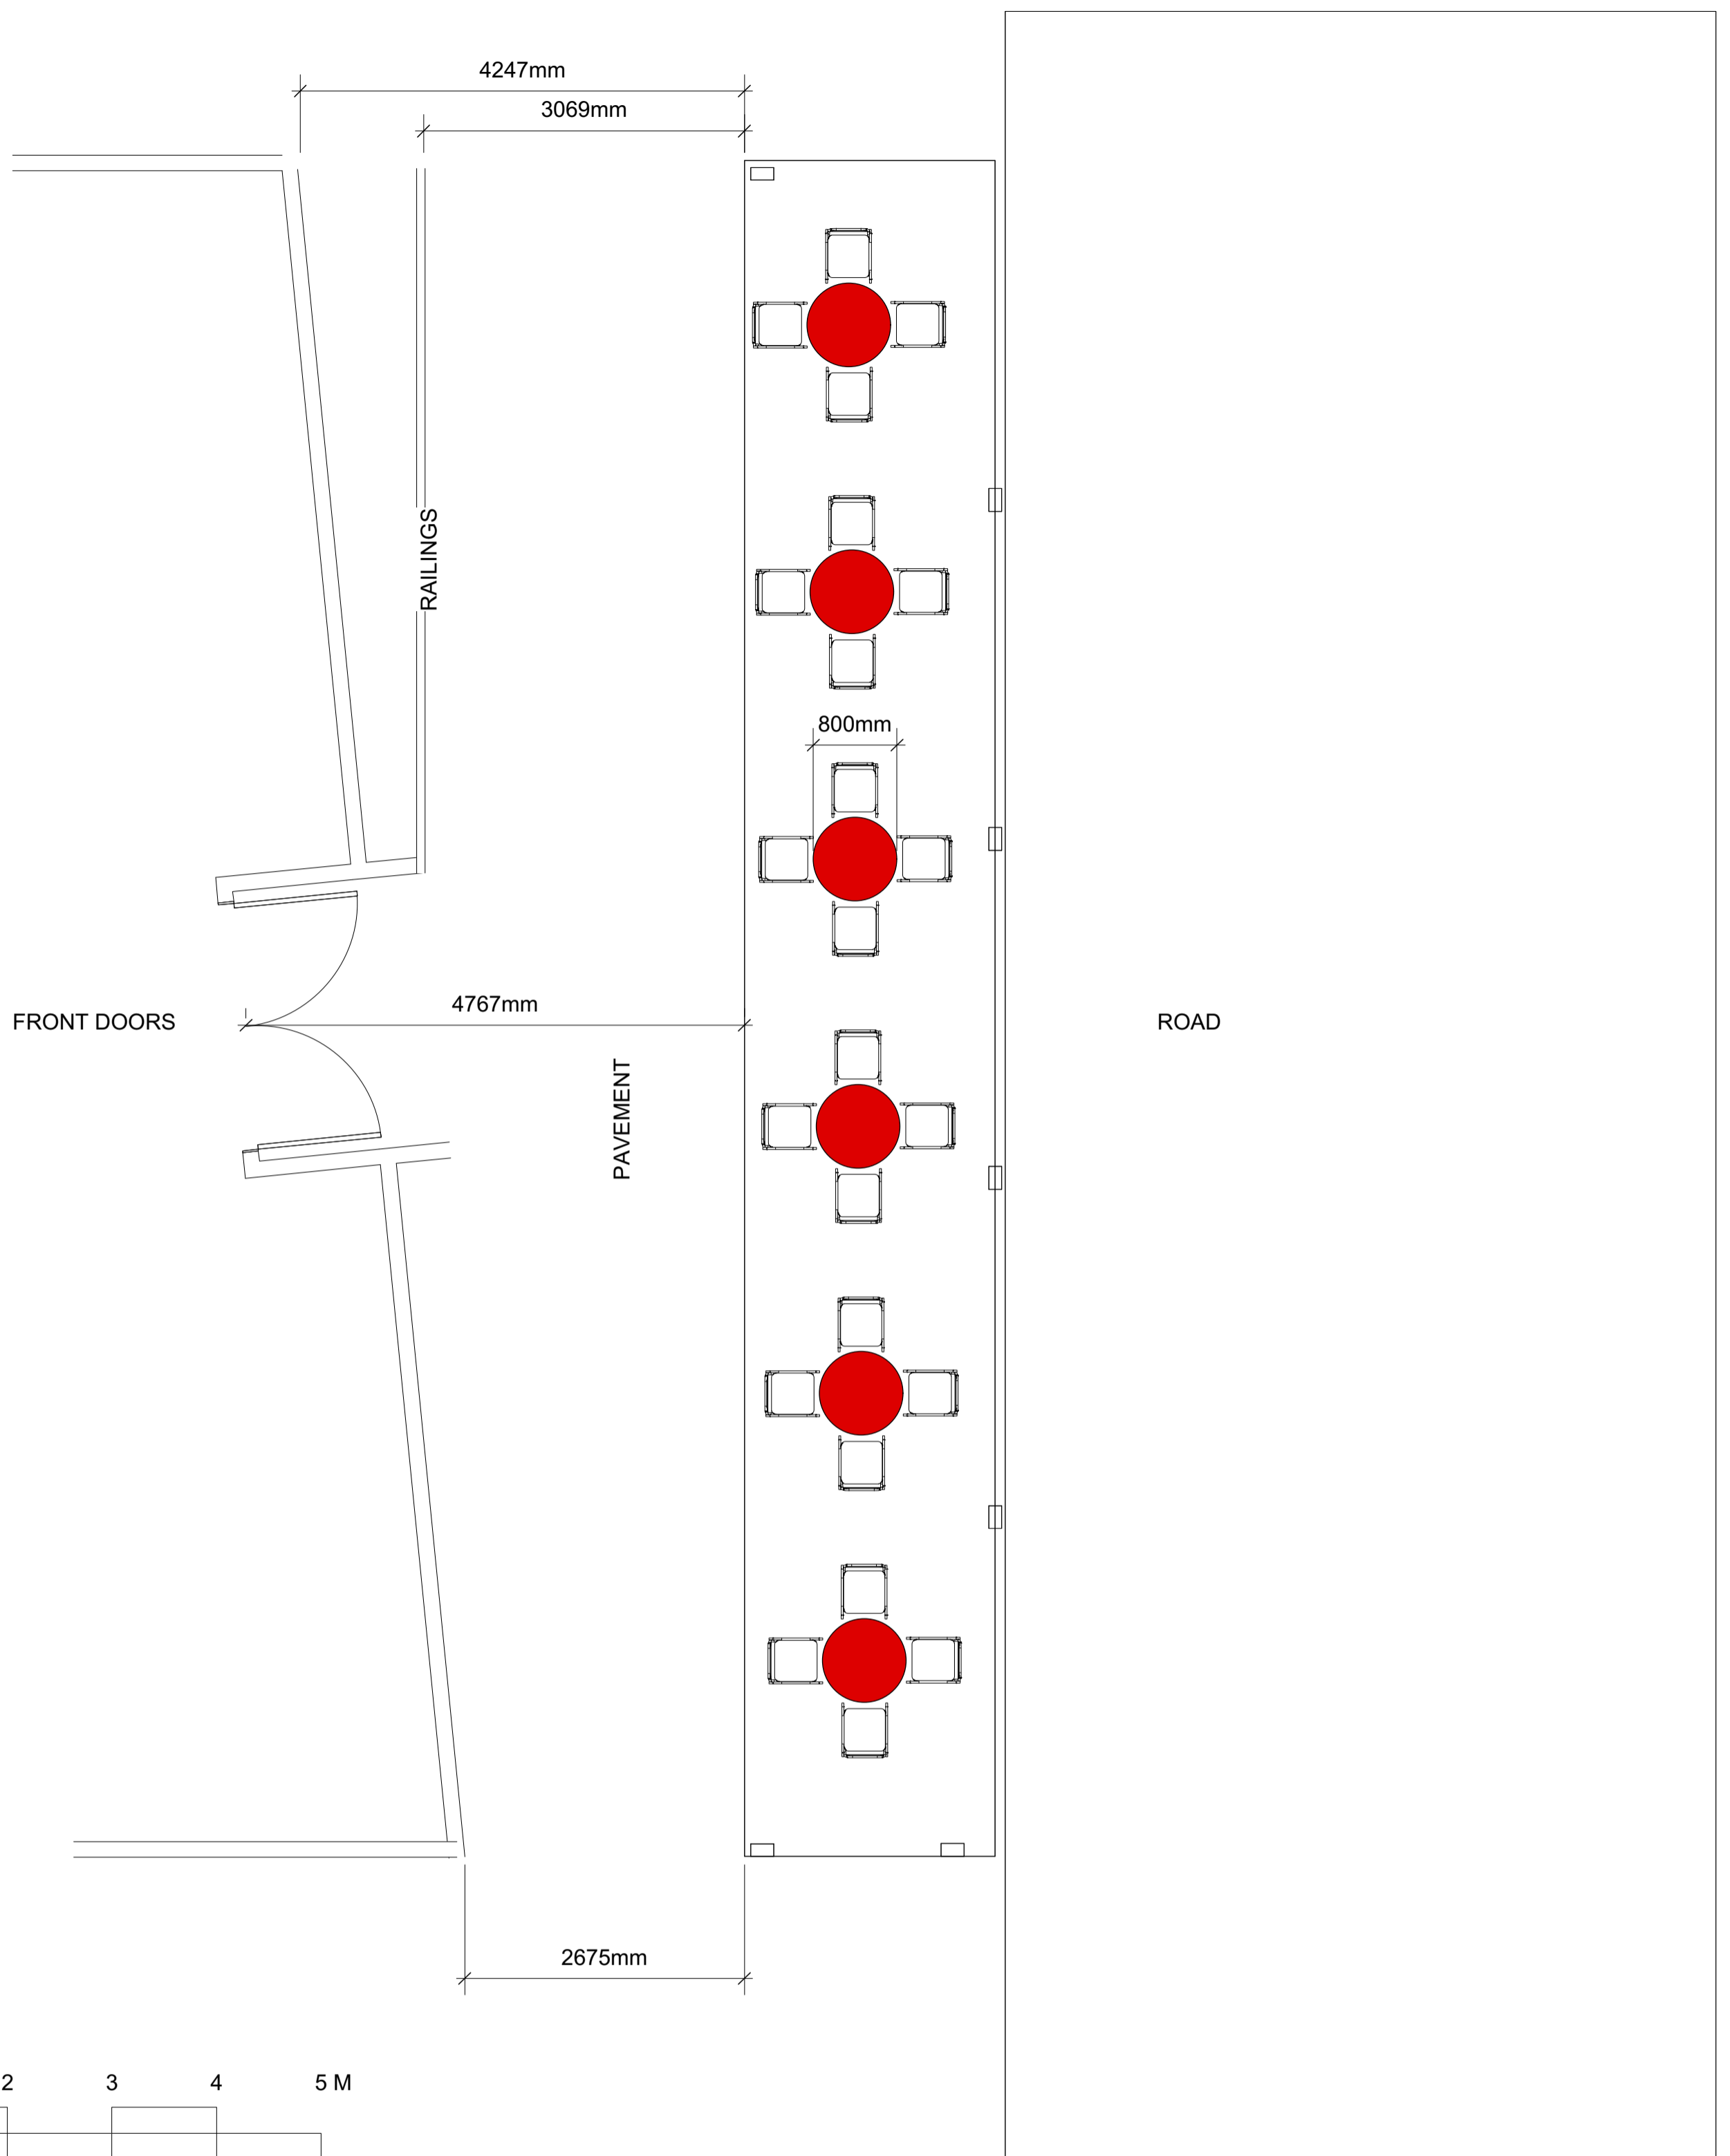 4247mm
3069mm
RAILINGS
800mm
4767mm
FRONT DOORS
ROAD
PAVEMENT
2675mm
2 3 4 5 M